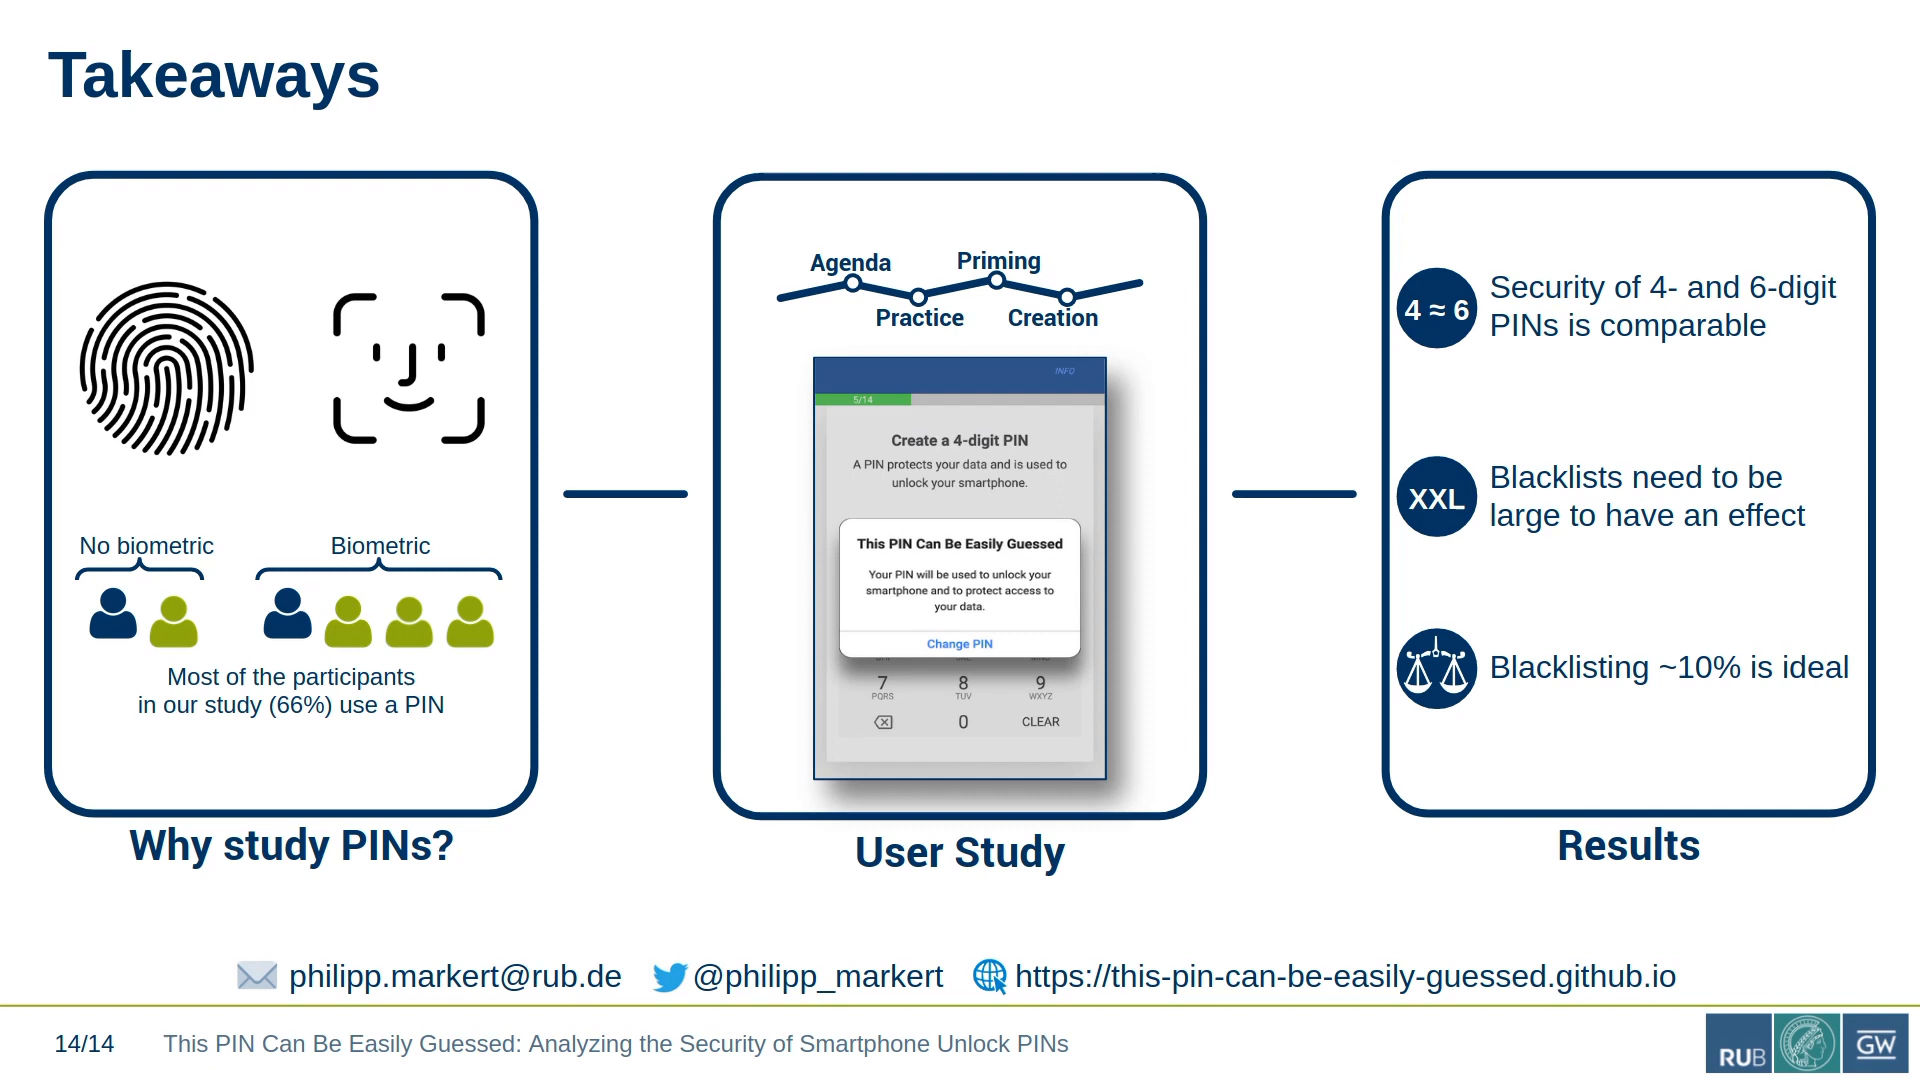 Takeaways
No biometric
Biometric
Most of the participants
in our study (66%) use a PIN
Why study PINs?
Agenda
Priming
Practice
Creation
INFO
5/14
Create a 4-digit PIN
A PIN protects your data and is used to
unlock your smartphone.
This PIN Can Be Easily Guessed
Your PIN will be used to unlock your
smartphone and to protect access to
your data.
Change PIN
7 8 9
PQRS TUV WXYZ
0 CLEAR
User Study
4 ≈ 6
Security of 4- and 6-digit
PINs is comparable
XXL
Blacklists need to be
large to have an effect
Blacklisting ~10% is ideal
Results
philipp.markert@rub.de @philipp_markert https://this-pin-can-be-easily-guessed.github.io
14/14 This PIN Can Be Easily Guessed: Analyzing the Security of Smartphone Unlock PINs
RUB
GW